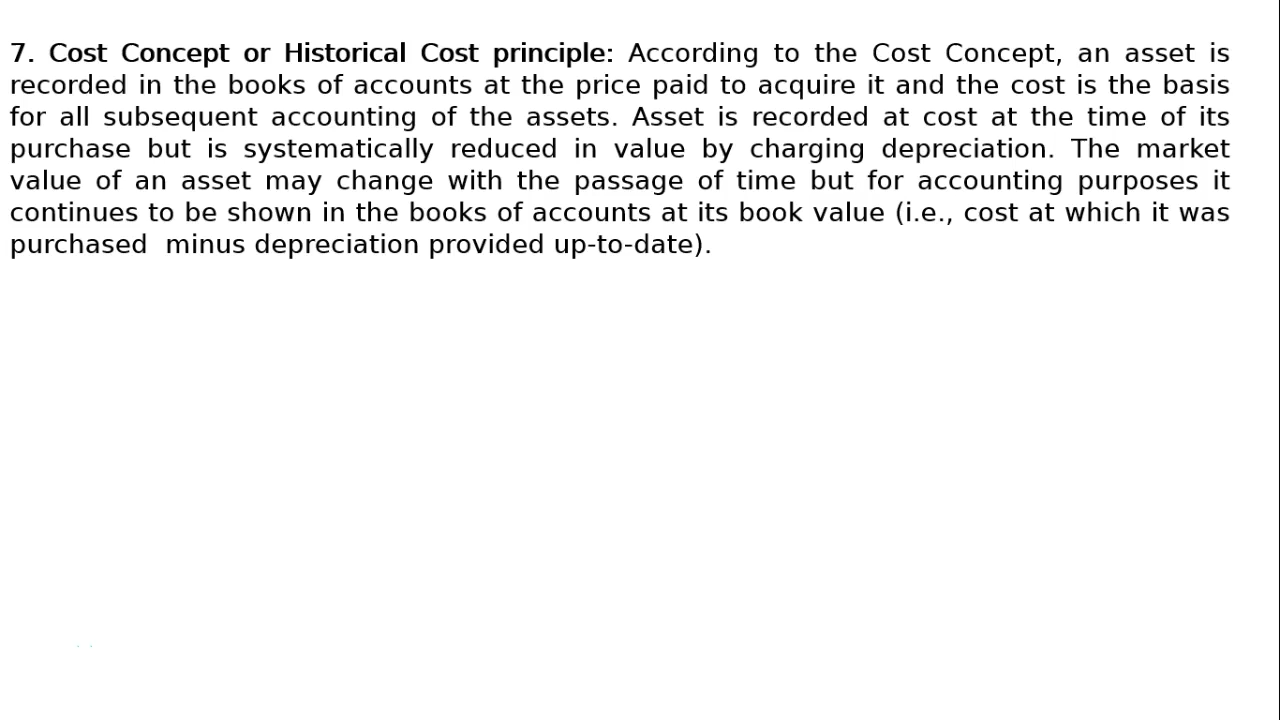 7. Cost Concept or Historical Cost principle: According to the Cost Concept, an asset is
recorded in the books of accounts at the price paid to acquire it and the cost is the basis
for all subsequent accounting of the assets. Asset is recorded at cost at the time of its
purchase but is systematically reduced in value by charging depreciation. The market
value of an asset may change with the passage of time but for accounting purposes it
continues to be shown in the books of accounts at its book value (i.e., cost at which it was
purchased  minus depreciation provided up-to-date).